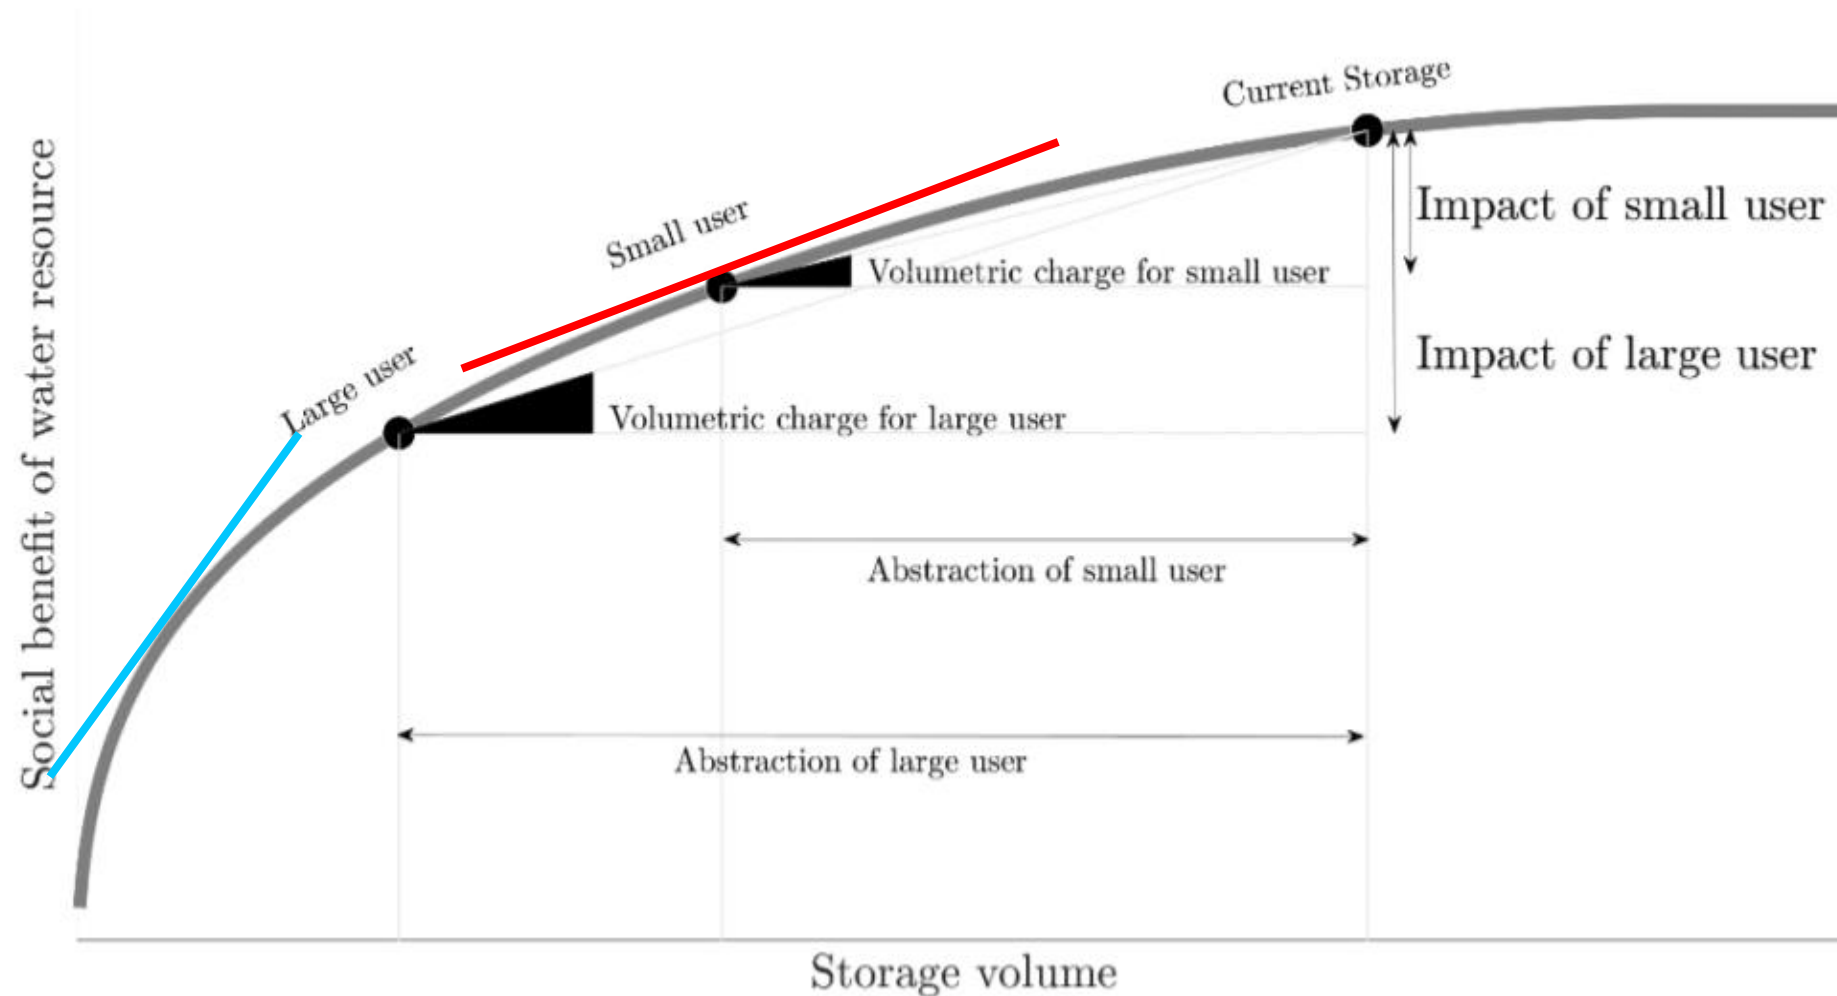 Current Storage
Impact of small user
Small user
Volumetric charge for small user
Impact of large user
Large user
Volumetric charge for large user
Abstraction of small user
Abstraction of large user
Social benefit of water resource
Storage volume